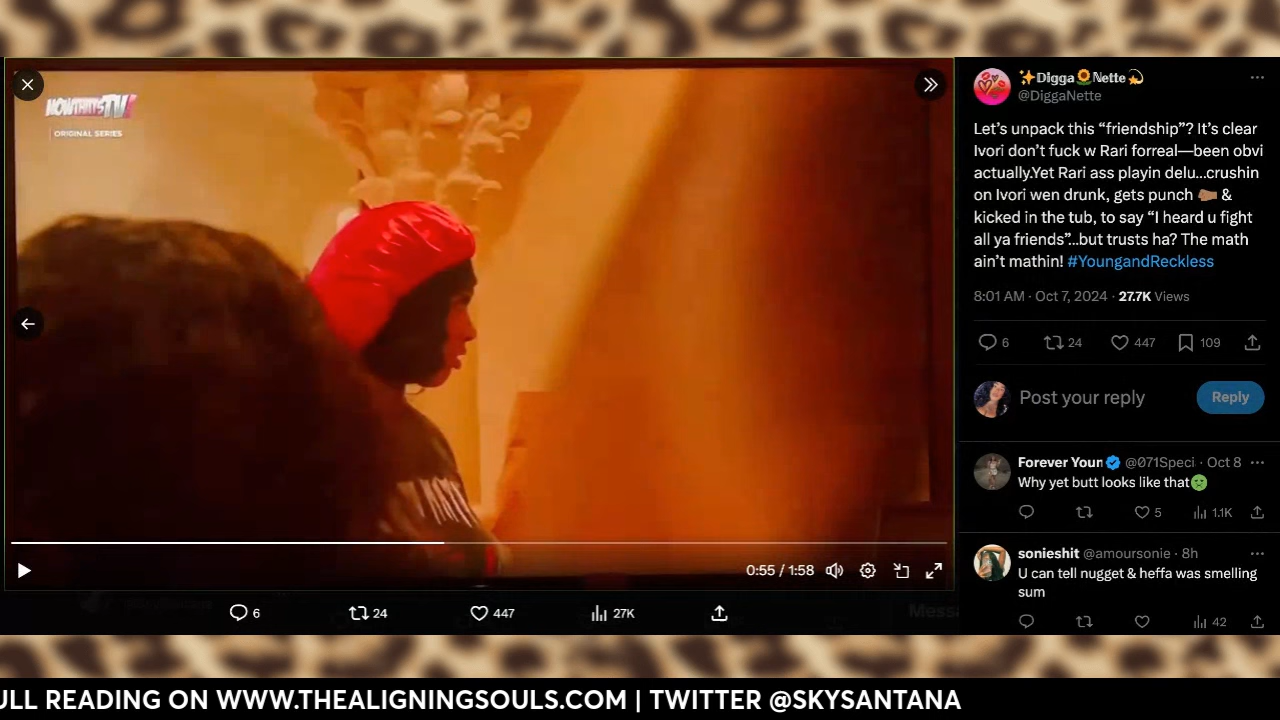 NOWTHATSTV
ORIGINAL SERIES
0:55 / 1:58
6
24
447
27K
✨Digga🌻Nette💫
@DiggaNette
Let’s unpack this “friendship”? It’s clear
Ivori don’t fuck w Rari forreal—been obvi
actually.Yet Rari ass playin delu...crushin
on Ivori wen drunk, gets punch 🤛🏽 &
kicked in the tub, to say “I heard u fight
all ya friends”...but trusts ha? The math
ain’t mathin! #YoungandReckless
8:01 AM · Oct 7, 2024 · 27.7K Views
6 24 447 109
Post your reply Reply
Forever Youn @071Speci · Oct 8
Why yet butt looks like that🤢
5 1.1K
sonieshit @amoursonie · 8h
U can tell nugget & heffa was smelling
sum
42
ULL READING ON WWW.THEALIGNINGSOULS.COM | TWITTER @SKYSANTANA